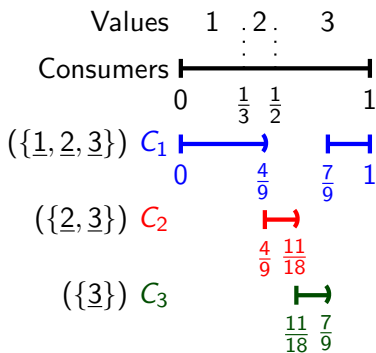 Values 1 2 3
Consumers
0 1/3 1/2 1
({1, 2, 3}) C₁
0 4/9 7/9 1
({2, 3}) C₂
4/9 11/18
({3}) C₃
11/18 7/9